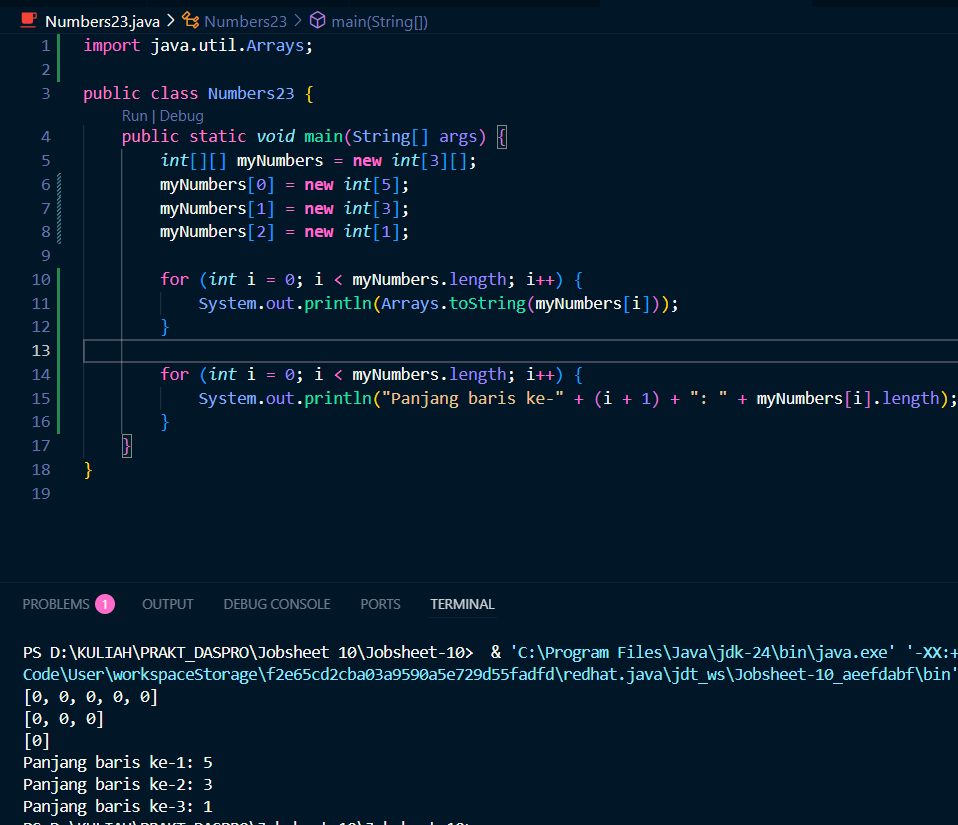 Numbers23.java > Numbers23 > main(String[])
1 import java.util.Arrays;
2
3 public class Numbers23 {
Run | Debug
4 public static void main(String[] args) {
5 int[][] myNumbers = new int[3][];
6 myNumbers[0] = new int[5];
7 myNumbers[1] = new int[3];
8 myNumbers[2] = new int[1];
9
10 for (int i = 0; i < myNumbers.length; i++) {
11 System.out.println(Arrays.toString(myNumbers[i]));
12 }
13
14 for (int i = 0; i < myNumbers.length; i++) {
15 System.out.println("Panjang baris ke-" + (i + 1) + ": " + myNumbers[i].length);
16 }
17 }
18 }
19
PROBLEMS 1 OUTPUT DEBUG CONSOLE PORTS TERMINAL
PS D:\KULIAH\PRAKT_DASPRO\Jobsheet 10\Jobsheet-10> & 'C:\Program Files\Java\jdk-24\bin\java.exe' '-XX:+
Code\User\workspaceStorage\f2e65cd2cba03a9590a5e729d55fadfd\redhat.java\jdt_ws\Jobsheet-10_aeefdabf\bin'
[0, 0, 0, 0, 0]
[0, 0, 0]
[0]
Panjang baris ke-1: 5
Panjang baris ke-2: 3
Panjang baris ke-3: 1
PS D:\KULIAH\PRAKT_DASPRO\Jobsheet 10\Jobsheet-10>